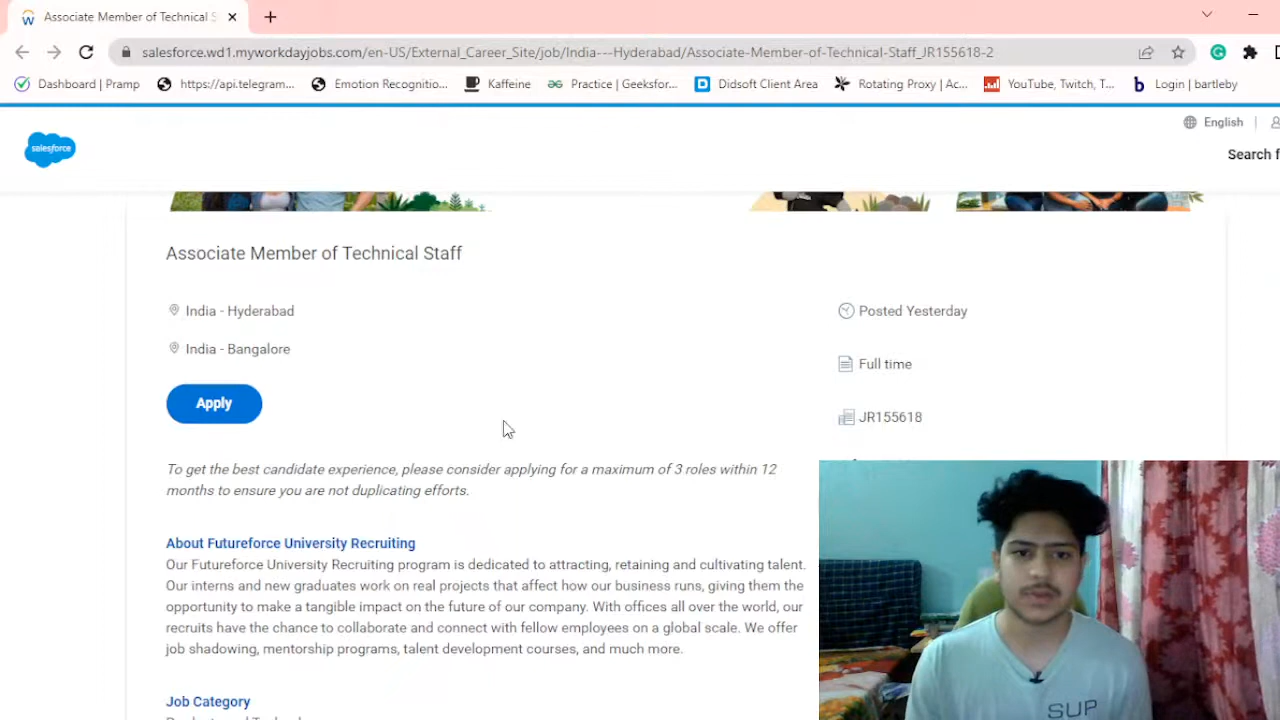 Associate Member of Technical S
salesforce.wd1.myworkdayjobs.com/en-US/External_Career_Site/job/India---Hyderabad/Associate-Member-of-Technical-Staff_JR155618-2
Dashboard | Pramp
https://api.telegram...
Emotion Recognitio...
Kaffeine
Practice | Geeksfor...
Didsoft Client Area
Rotating Proxy | Ac...
YouTube, Twitch, T...
Login | bartleby
English
salesforce
Search f
Associate Member of Technical Staff
India - Hyderabad
Posted Yesterday
India - Bangalore
Full time
Apply
JR155618
To get the best candidate experience, please consider applying for a maximum of 3 roles within 12
months to ensure you are not duplicating efforts.
About Futureforce University Recruiting
Our Futureforce University Recruiting program is dedicated to attracting, retaining and cultivating talent.
Our interns and new graduates work on real projects that affect how our business runs, giving them the
opportunity to make a tangible impact on the future of our company. With offices all over the world, our
recruits have the chance to collaborate and connect with fellow employees on a global scale. We offer
job shadowing, mentorship programs, talent development courses, and much more.
Job Category
SUP